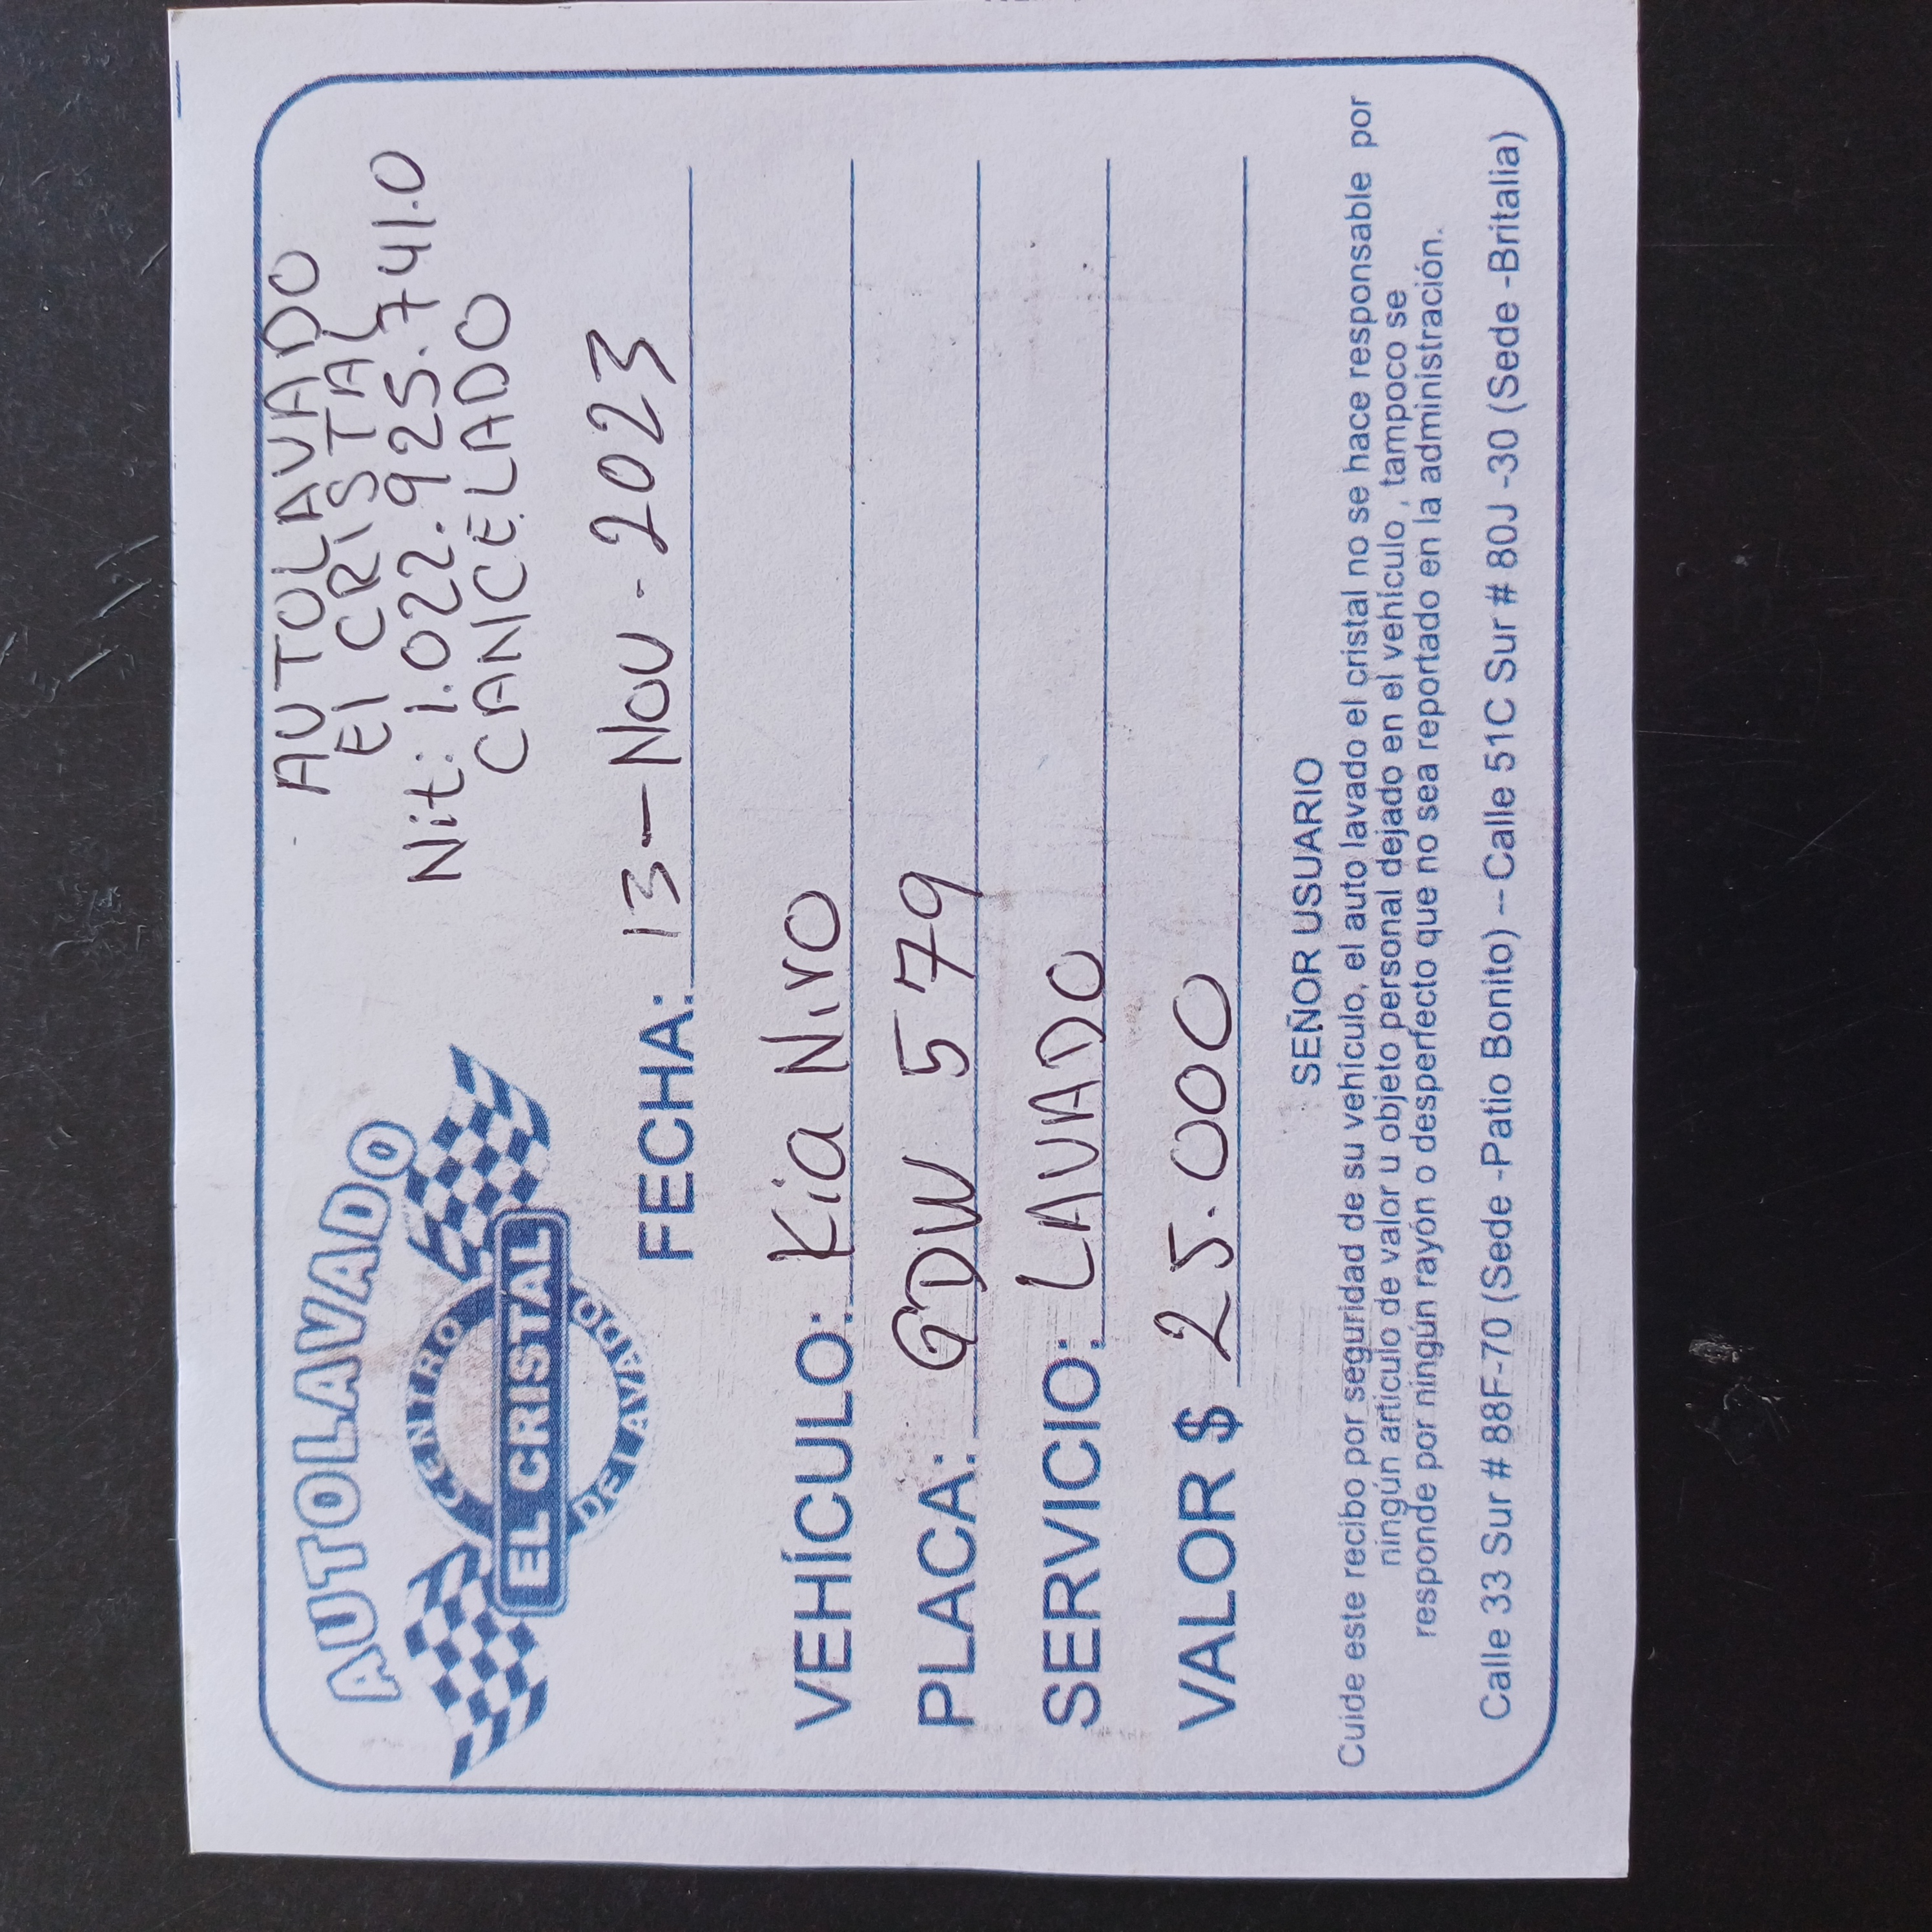 AUTOLAVADO
CENTRO
EL CRISTAL
DE LAVADO
AUTOLAVADO
El CRISTAL
Nit: 1.022.925.741.0
CANCELADO
FECHA: 13-Nov-2023
VEHÍCULO: Kia Niro
PLACA: GDW 579
SERVICIO: LAVADO
VALOR $ 25.000
SEÑOR USUARIO
Cuide este recibo por seguridad de su vehículo, el auto lavado el cristal no se hace responsable por
ningún artículo de valor u objeto personal dejado en el vehículo , tampoco se
responde por ningún rayón o desperfecto que no sea reportado en la administración.
Calle 33 Sur # 88F-70 (Sede -Patio Bonito) --Calle 51C Sur # 80J -30 (Sede -Britalia)